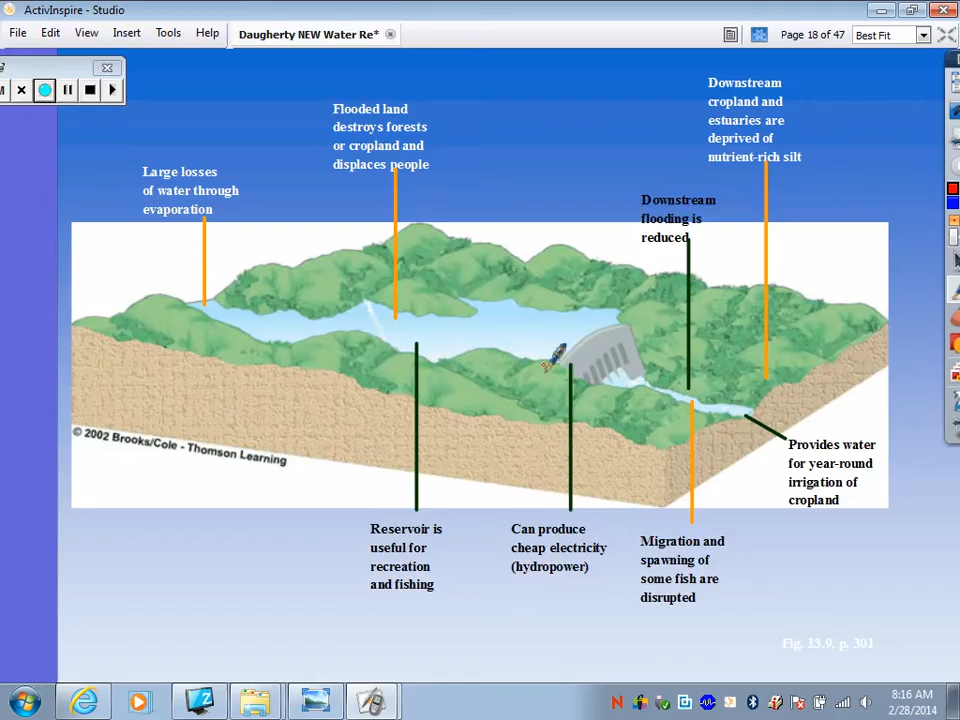 ActivInspire - Studio
File Edit View Insert Tools Help
Daugherty NEW Water Re*
Page 18 of 47
Best Fit
Downstream
cropland and
estuaries are
deprived of
nutrient-rich silt
Flooded land
destroys forests
or cropland and
displaces people
Large losses
of water through
evaporation
Downstream
flooding is
reduced
© 2002 Brooks/Cole - Thomson Learning
Provides water
for year-round
irrigation of
cropland
Reservoir is
useful for
recreation
and fishing
Can produce
cheap electricity
(hydropower)
Migration and
spawning of
some fish are
disrupted
Fig. 13.9, p. 301
8:16 AM
2/28/2014